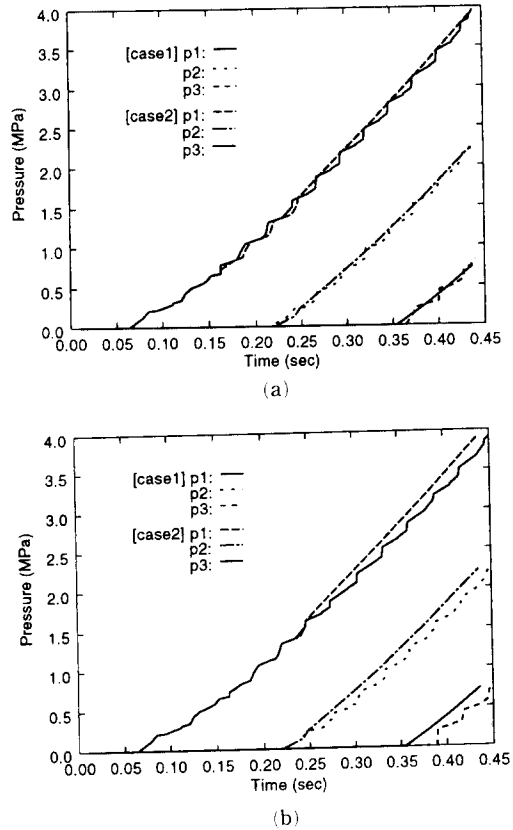 4.0
3.5
3.0
2.5
2.0
1.5
1.0
0.5
0
Pressure (MPa)
[case1] p1:
p2:
p3:
[case2] p1:
p2:
p3:
0.00 0.05 0.10 0.15 0.20 0.25 0.30 0.35 0.40 0.45
Time (sec)
(a)
4.0
3.5
3.0
2.5
2.0
1.5
1.0
0.5
0
Pressure (MPa)
[case1] p1:
p2:
p3:
[case2] p1:
p2:
p3:
0.00 0.05 0.10 0.15 0.20 0.25 0.30 0.35 0.40 0.45
Time (sec)
(b)